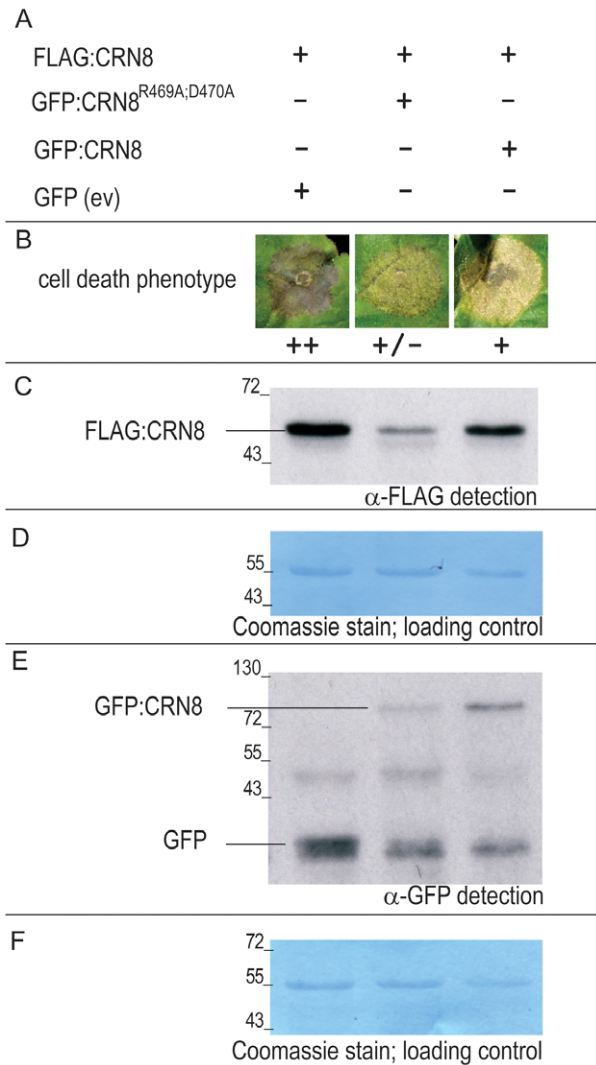 A
FLAG:CRN8 + + +
GFP:CRN8R469A;D470A – + –
GFP:CRN8 – – +
GFP (ev) + – –
B
cell death phenotype
++ +/– +
C
72
FLAG:CRN8
43
α-FLAG detection
D
55
43
Coomassie stain; loading control
E
130
GFP:CRN8
72
55
43
GFP
α-GFP detection
F
72
55
43
Coomassie stain; loading control